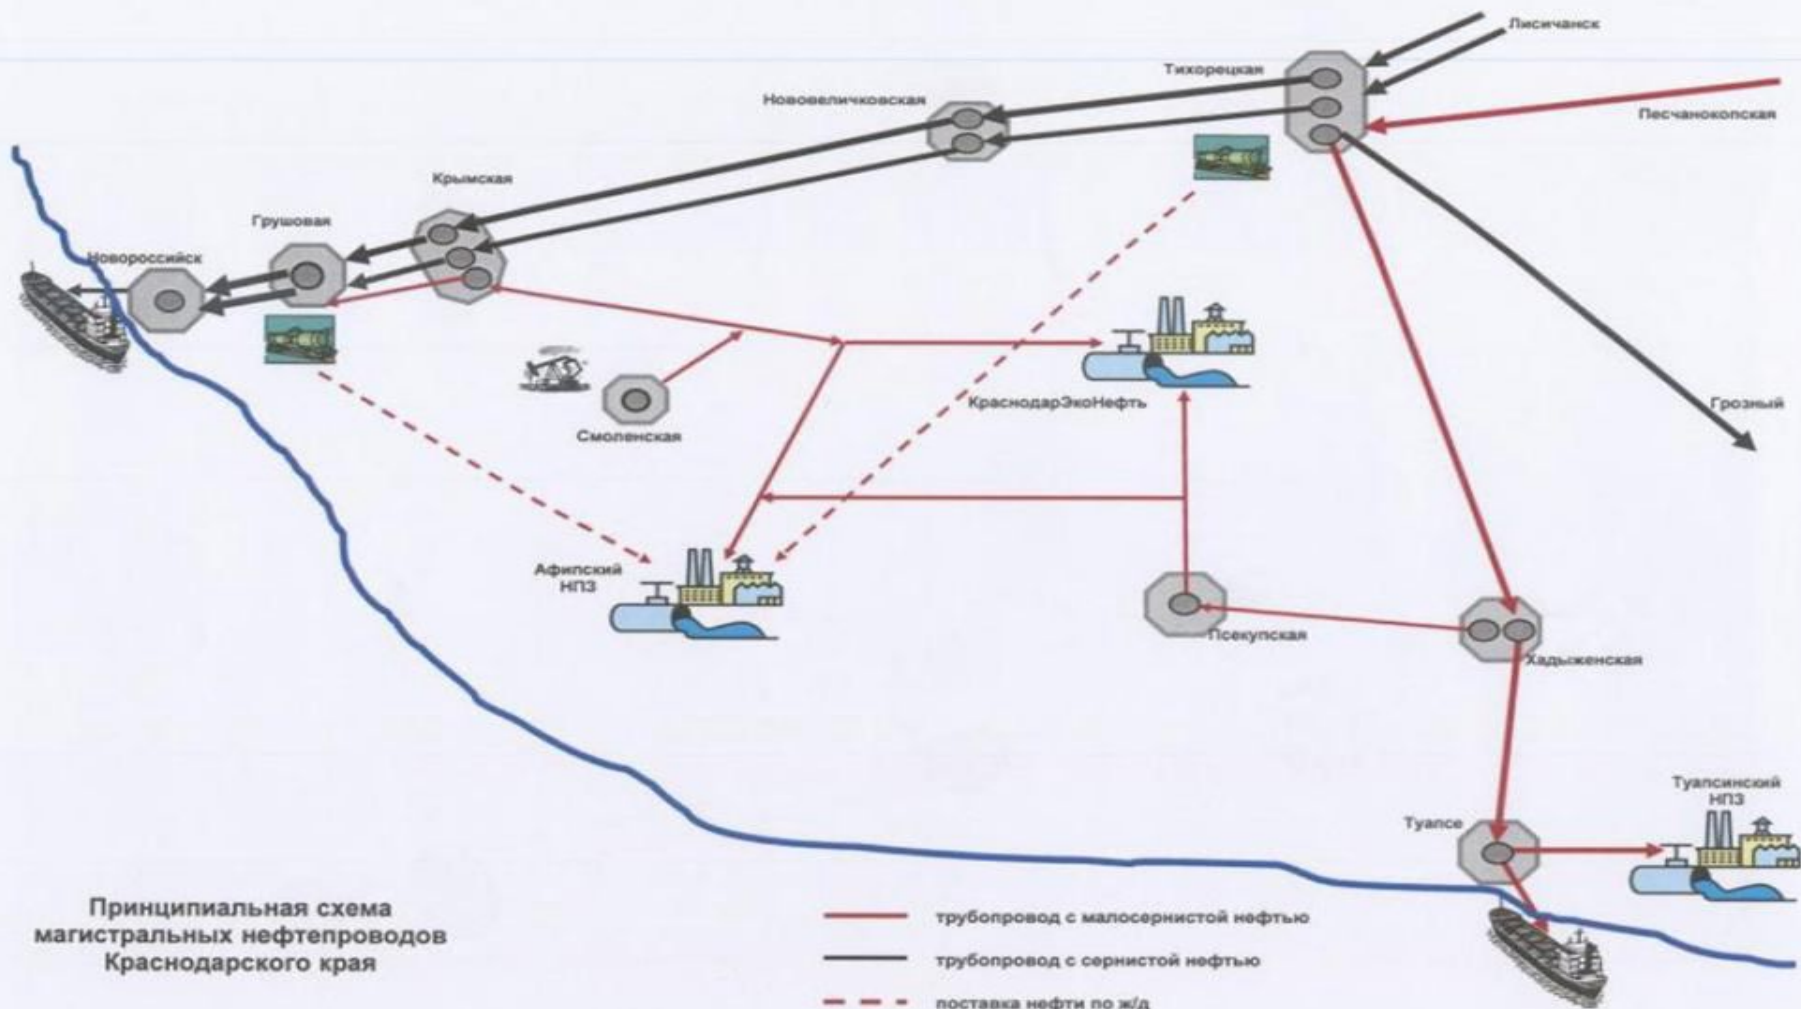 Лисичанск
Тихорецкая
Нововеличковская
Песчанокопская
Крымская
Грушовая
Новороссийск
КраснодарЭкоНефть
Грозный
Смоленская
Афипский
НПЗ
Псекупская
Хадыженская
Туапсинский
НПЗ
Туапсе
Принципиальная схема
магистральных нефтепроводов
Краснодарского края
трубопровод с малосернистой нефтью
трубопровод с сернистой нефтью
поставка нефти по ж/д